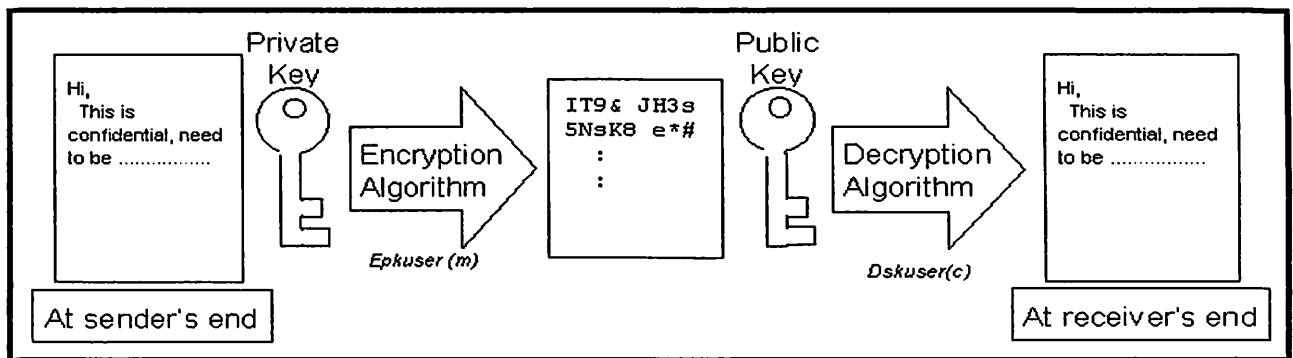 Hi,
This is
confidential, need
to be .................
Private
Key
Encryption
Algorithm
Epkuser (m)
IT9& JH3s
5NsK8 e*#
:
:
Public
Key
Decryption
Algorithm
Dskuser(c)
Hi,
This is
confidential, need
to be .................
At sender's end
At receiver's end